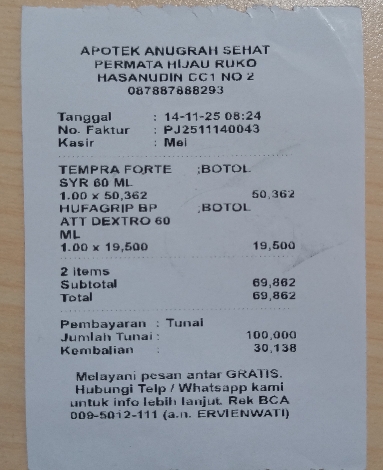 APOTEK ANUGRAH SEHAT
PERMATA HIJAU RUKO
HASANUDIN CC1 NO 2
087887888293
Tanggal : 14-11-25 08:24
No. Faktur : PJ2511140043
Kasir : Mei
TEMPRA FORTE ;BOTOL
SYR 60 ML
1.00 x 50,362 50,362
HUFAGRIP BP ;BOTOL
ATT DEXTRO 60
ML
1.00 x 19,500 19,500
2 items
Subtotal 69,862
Total 69,862
Pembayaran : Tunai
Jumlah Tunai : 100,000
Kembalian : 30,138
Melayani pesan antar GRATIS.
Hubungi Telp / Whatsapp kami
untuk info lebih lanjut. Rek BCA
009-5012-111 (a.n. ERVIENWATI)